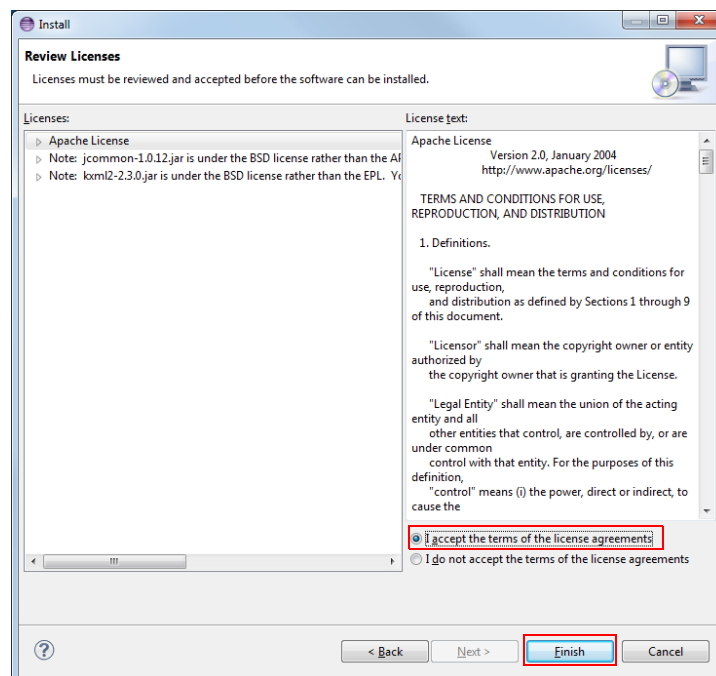 Install
Review Licenses
Licenses must be reviewed and accepted before the software can be installed.
Licenses:
Apache License
Note: jcommon-1.0.12.jar is under the BSD license rather than the
Note: kxml2-2.3.0.jar is under the BSD license rather than the EPL.
License text:
Apache License
Version 2.0, January 2004
http://www.apache.org/licenses/
TERMS AND CONDITIONS FOR USE,
REPRODUCTION, AND DISTRIBUTION
1. Definitions.
"License" shall mean the terms and conditions for
use, reproduction,
and distribution as defined by Sections 1 through 9
of this document.
"Licensor" shall mean the copyright owner or entity
authorized by
the copyright owner that is granting the License.
"Legal Entity" shall mean the union of the acting
entity and all
other entities that control, are controlled by, or are
under common
control with that entity. For the purposes of this
definition,
"control" means (i) the power, direct or indirect, to
cause the
I accept the terms of the license agreements
I do not accept the terms of the license agreements
?
< Back
Next >
Finish
Cancel